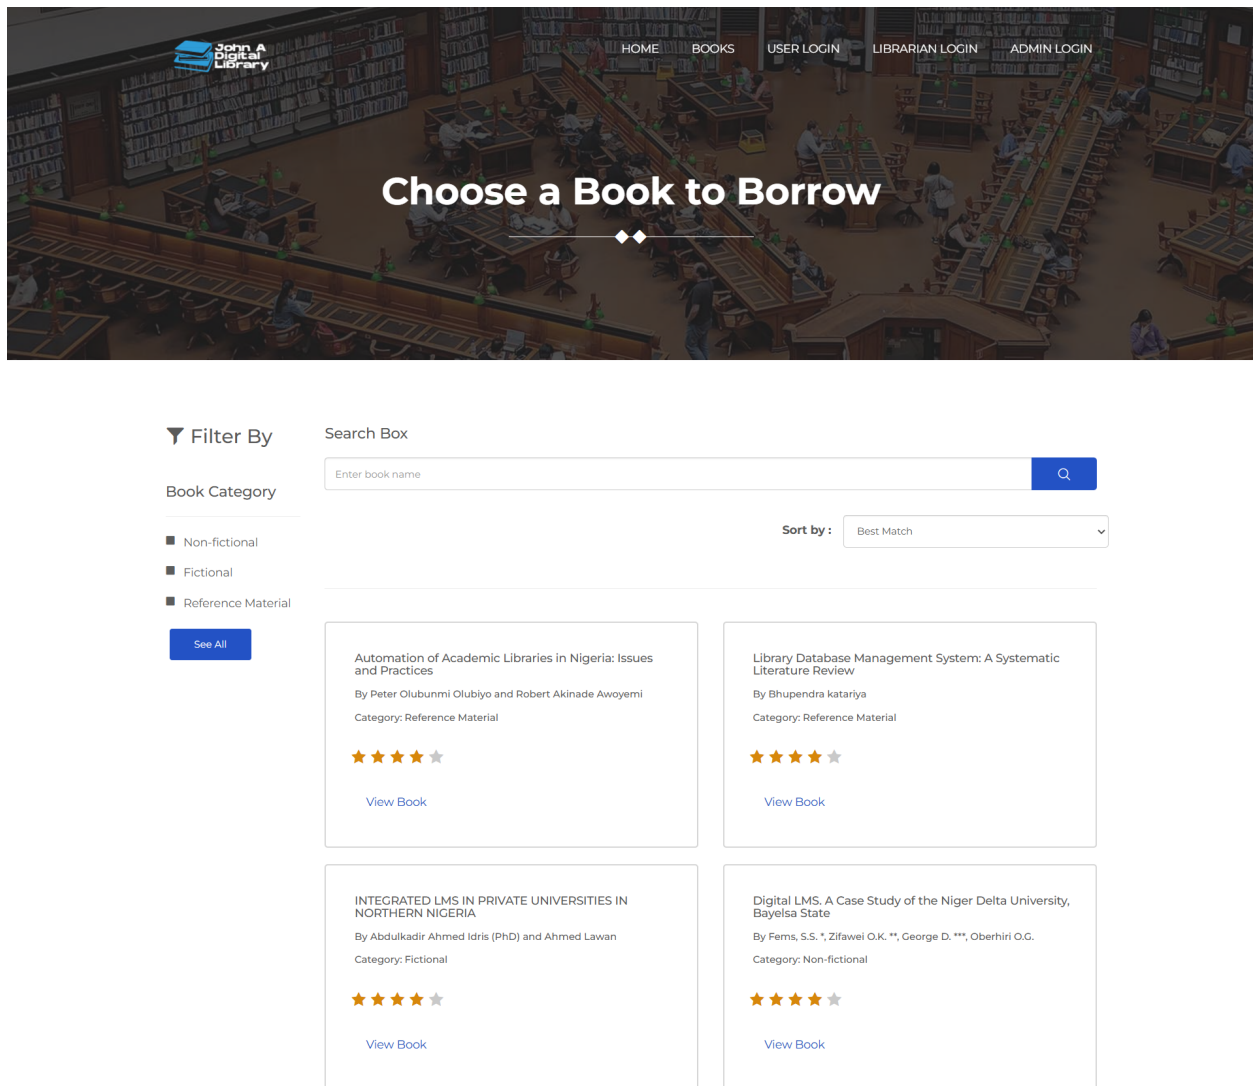 John A
Digital
Library
HOME BOOKS USER LOGIN LIBRARIAN LOGIN ADMIN LOGIN
Choose a Book to Borrow
Filter By
Book Category
Non-fictional
Fictional
Reference Material
See All
Search Box
Enter book name
Sort by : Best Match
Automation of Academic Libraries in Nigeria: Issues
and Practices
By Peter Olubunmi Olubiyo and Robert Akinade Awoyemi
Category: Reference Material
View Book
Library Database Management System: A Systematic
Literature Review
By Bhupendra katariya
Category: Reference Material
View Book
INTEGRATED LMS IN PRIVATE UNIVERSITIES IN
NORTHERN NIGERIA
By Abdulkadir Ahmed Idris (PhD) and Ahmed Lawan
Category: Fictional
View Book
Digital LMS. A Case Study of the Niger Delta University,
Bayelsa State
By Fems, S.S. *, Zifawei O.K. **, George D. ***, Oberhiri O.G.
Category: Non-fictional
View Book